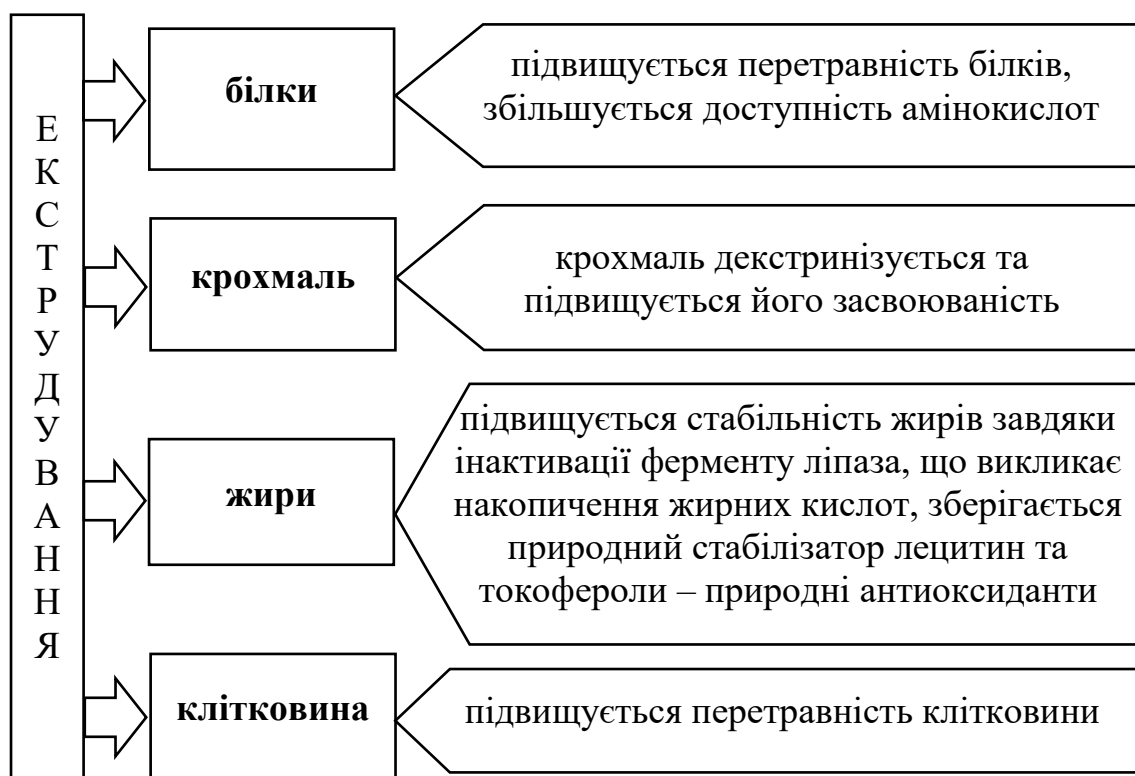 ЕКСТРУДУВАННЯ
білки
підвищується перетравність білків,
збільшується доступність амінокислот
крохмаль
крохмаль декстринізується та
підвищується його засвоюваність
жири
підвищується стабільність жирів завдяки
інактивації ферменту ліпаза, що викликає
накопичення жирних кислот, зберігається
природний стабілізатор лецитин та
токофероли – природні антиоксиданти
клітковина
підвищується перетравність клітковини